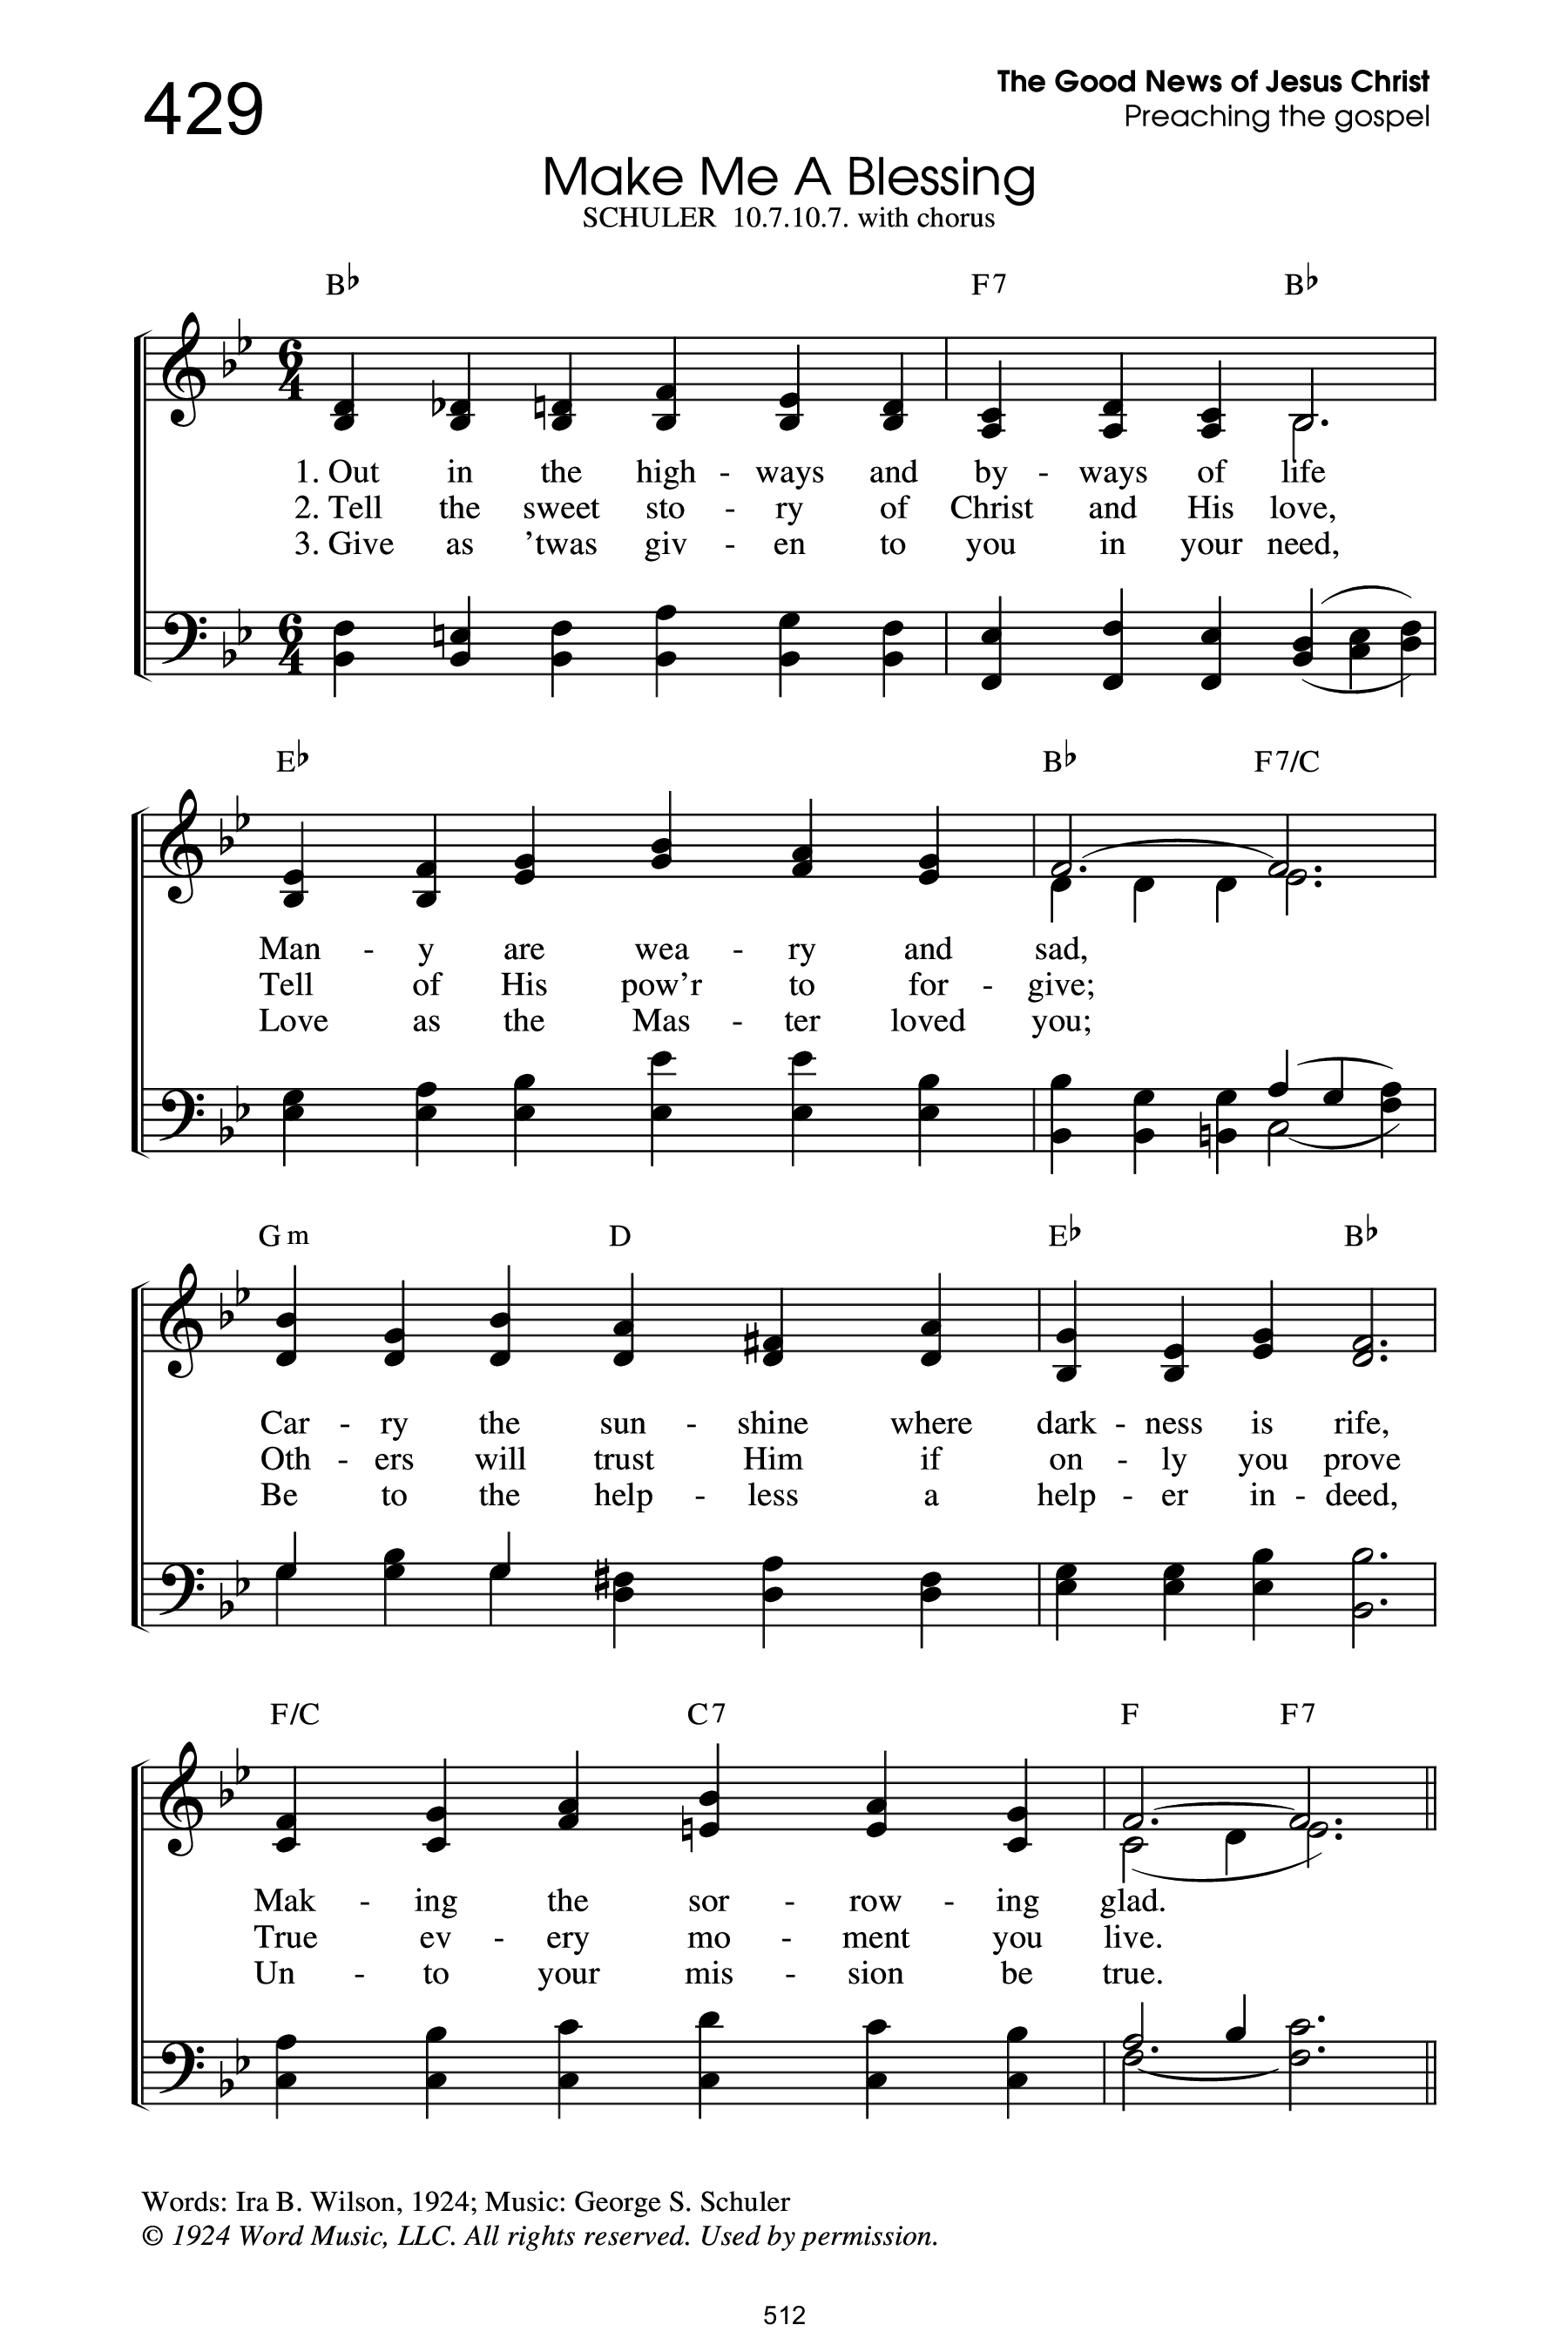 429
The Good News of Jesus Christ
Preaching the gospel
Make Me A Blessing
SCHULER 10.7.10.7. with chorus
B♭ F7 B♭
6/4
1. Out in the high - ways and by - ways of life
2. Tell the sweet sto - ry of Christ and His love,
3. Give as ’twas giv - en to you in your need,
6/4
E♭ B♭ F7/C
Man - y are wea - ry and sad,
Tell of His pow’r to for - give;
Love as the Mas - ter loved you;
Gm D E♭ B♭
Car - ry the sun - shine where dark - ness is rife,
Oth - ers will trust Him if on - ly you prove
Be to the help - less a help - er in - deed,
F/C C7 F F7
Mak - ing the sor - row - ing glad.
True ev - ery mo - ment you live.
Un - to your mis - sion be true.
Words: Ira B. Wilson, 1924; Music: George S. Schuler
© 1924 Word Music, LLC. All rights reserved. Used by permission.
512